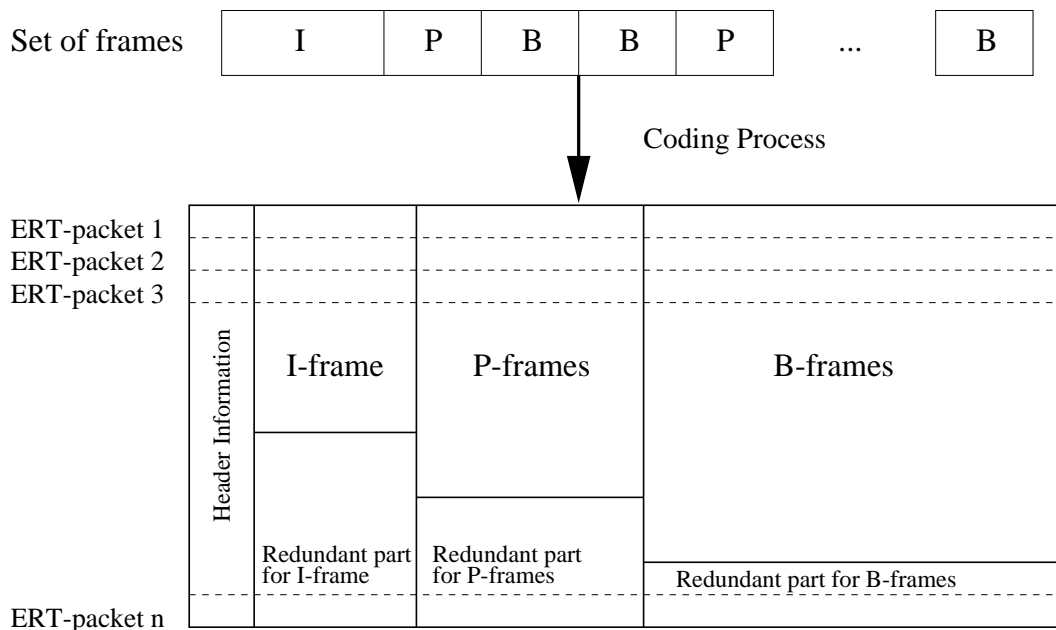 Set of frames I P B B P ... B
Coding Process
ERT-packet 1
ERT-packet 2
ERT-packet 3
Header Information
I-frame
P-frames
B-frames
Redundant part
for I-frame
Redundant part
for P-frames
Redundant part for B-frames
ERT-packet n